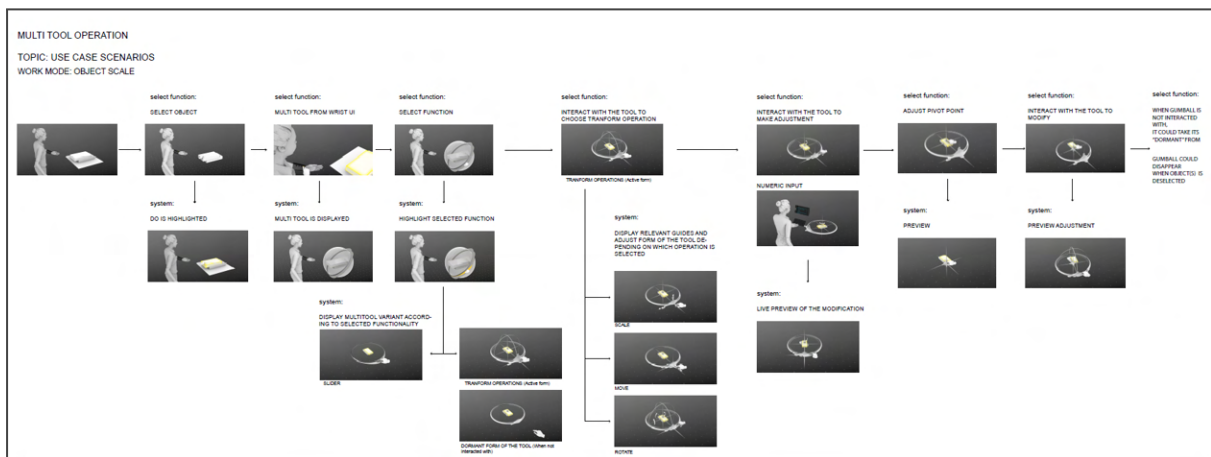 MULTI TOOL OPERATION
TOPIC: USE CASE SCENARIOS
WORK MODE: OBJECT SCALE
select function:
SELECT OBJECT
system:
DO IS HIGHLIGHTED
select function:
MULTI TOOL FROM WRIST UI
system:
MULTI TOOL IS DISPLAYED
select function:
SELECT FUNCTION
system:
HIGHLIGHT SELECTED FUNCTION
system:
DISPLAY MULTITOOL VARIANT ACCORD-
ING TO SELECTED FUNCTIONALITY
SLIDER
TRANFORM OPERATIONS (Active form)
DORMANT FORM OF THE TOOL (When not
interacted with)
select function:
INTERACT WITH THE TOOL TO
CHOOSE TRANFORM OPERATION
TRANFORM OPERATIONS (Active form)
system:
DISPLAY RELEVANT GUIDES AND
ADJUST FORM OF THE TOOL DE-
PENDING ON WHICH OPERATION IS
SELECTED
SCALE
MOVE
ROTATE
select function:
INTERACT WITH THE TOOL TO
MAKE ADJUSTMENT
NUMERIC INPUT
system:
LIVE PREVIEW OF THE MODIFICATION
select function:
ADJUST PIVOT POINT
system:
PREVIEW
select function:
INTERACT WITH THE TOOL TO
MODIFY
system:
PREVIEW ADJUSTMENT
select function:
WHEN GUMBALL IS
NOT INTERACTED
WITH,
IT COULD TAKE ITS
"DORMANT" FROM
GUMBALL COULD
DISAPPEAR
WHEN OBJECT(S) IS
DESELECTED